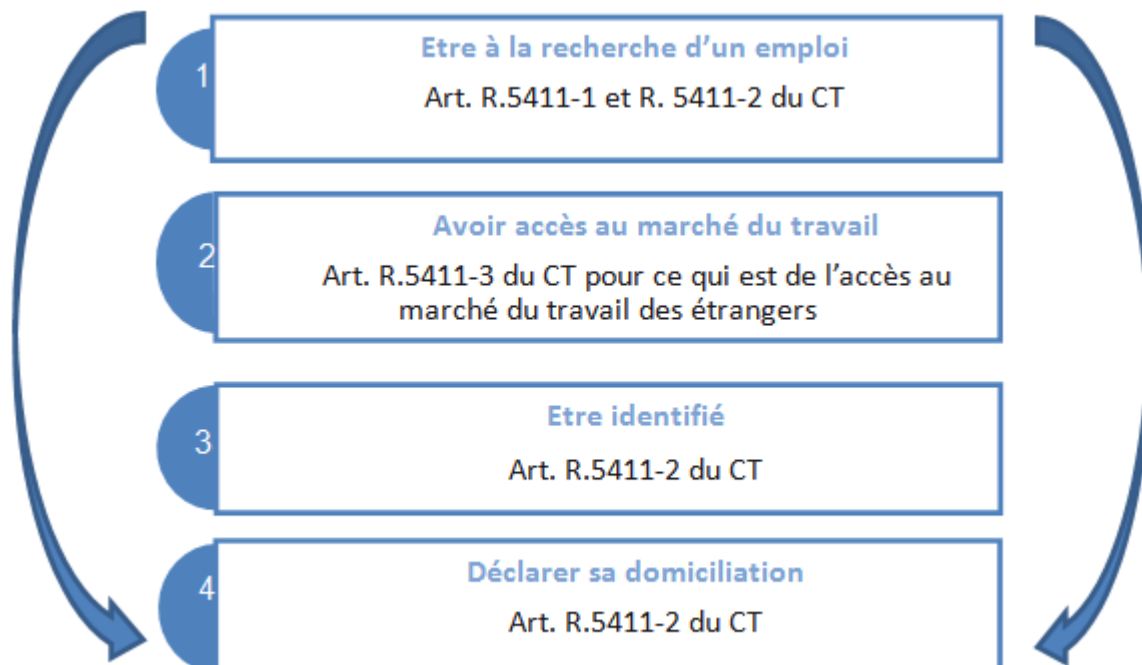 1
Etre à la recherche d’un emploi
Art. R.5411-1 et R. 5411-2 du CT
2
Avoir accès au marché du travail
Art. R.5411-3 du CT pour ce qui est de l’accès au
marché du travail des étrangers
3
Etre identifié
Art. R.5411-2 du CT
4
Déclarer sa domiciliation
Art. R.5411-2 du CT